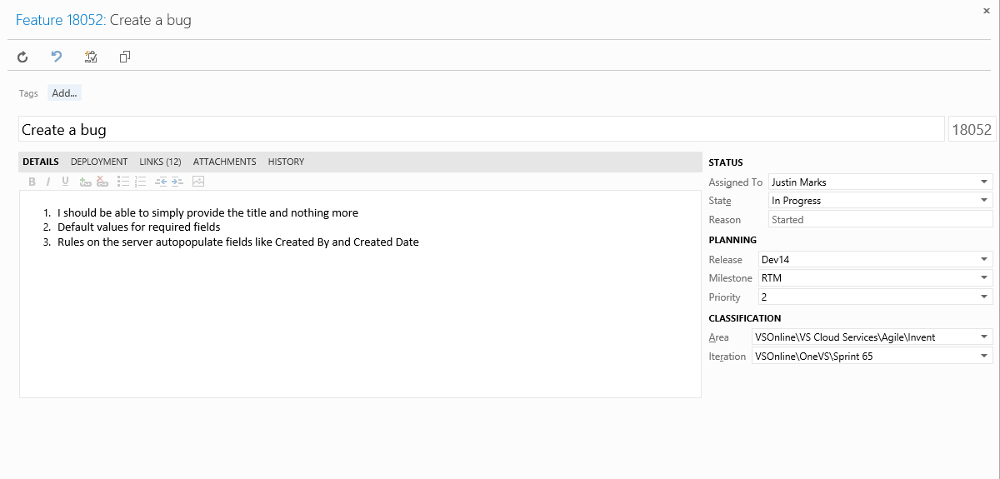 Feature 18052: Create a bug
Tags Add...
Create a bug 18052
DETAILS DEPLOYMENT LINKS (12) ATTACHMENTS HISTORY
B I U
1. I should be able to simply provide the title and nothing more
2. Default values for required fields
3. Rules on the server autopopulate fields like Created By and Created Date
STATUS
Assigned To Justin Marks
State In Progress
Reason Started
PLANNING
Release Dev14
Milestone RTM
Priority 2
CLASSIFICATION
Area VSOnline\VS Cloud Services\Agile\Invent
Iteration VSOnline\OneVS\Sprint 65